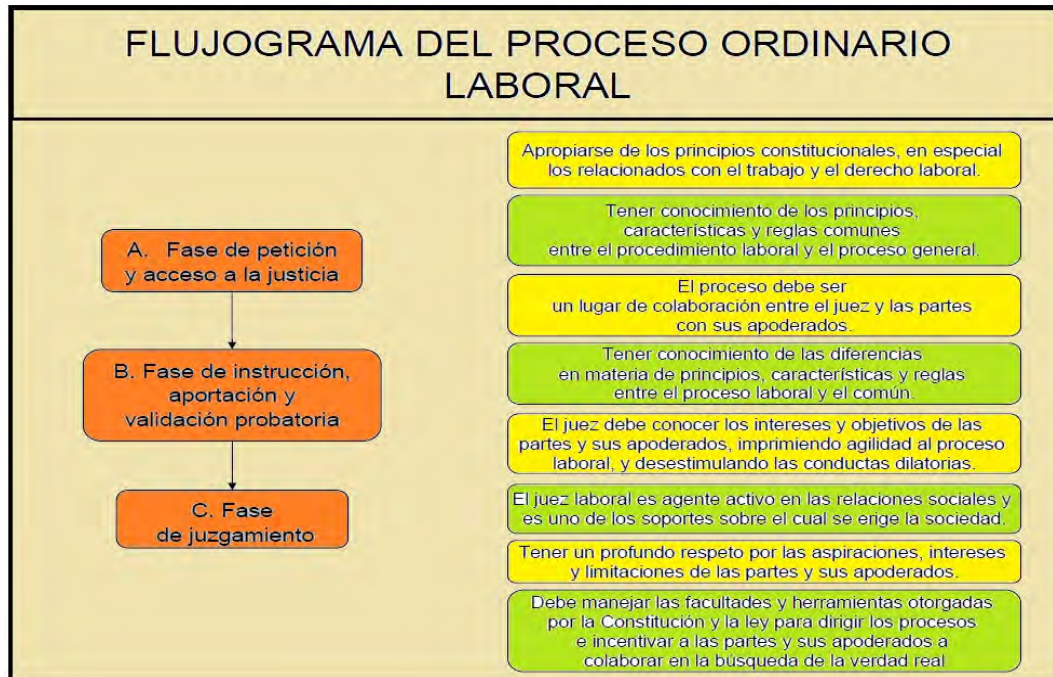 FLUJOGRAMA DEL PROCESO ORDINARIO
LABORAL
A. Fase de petición
y acceso a la justicia
B. Fase de instrucción,
aportación y
validación probatoria
C. Fase
de juzgamiento
Apropiarse de los principios constitucionales, en especial
los relacionados con el trabajo y el derecho laboral.
Tener conocimiento de los principios,
características y reglas comunes
entre el procedimiento laboral y el proceso general.
El proceso debe ser
un lugar de colaboración entre el juez y las partes
con sus apoderados.
Tener conocimiento de las diferencias
en materia de principios, características y reglas
entre el proceso laboral y el común.
El juez debe conocer los intereses y objetivos de las
partes y sus apoderados, imprimiendo agilidad al proceso
laboral, y desestimulando las conductas dilatorias.
El juez laboral es agente activo en las relaciones sociales y
es uno de los soportes sobre el cual se erige la sociedad.
Tener un profundo respeto por las aspiraciones, intereses
y limitaciones de las partes y sus apoderados.
Debe manejar las facultades y herramientas otorgadas
por la Constitución y la ley para dirigir los procesos
e incentivar a las partes y sus apoderados a
colaborar en la búsqueda de la verdad real